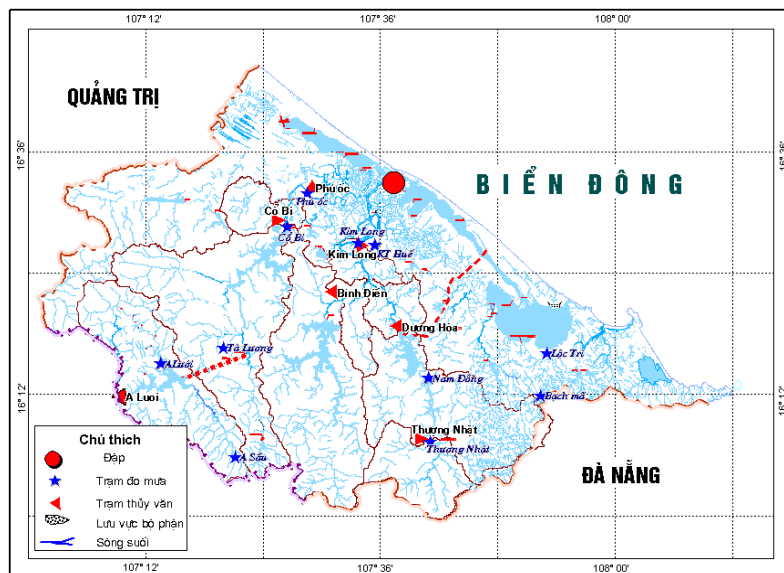 107° 12' 107° 36' 108° 00'
QUẢNG TRỊ
16° 36' 16° 36'
BIỂN ĐÔNG
Phú ốc
Phú ốc
Cổ Bi
Cổ Bi
Kim Long
Kim Long
KT Huế
Bình Điền
Dương Hòa
Tà Lương
A Lưới
Lộc Trì
Nam Đông
Bạch mã
16° 12' 16° 12'
A Luoi
Thượng Nhật
Thượng Nhật
A Sầu
ĐÀ NẴNG
Chú thích
Đập
Trạm đo mưa
Trạm thủy văn
Lưu vực bộ phận
Sông suối
107° 12' 107° 36' 108° 00'